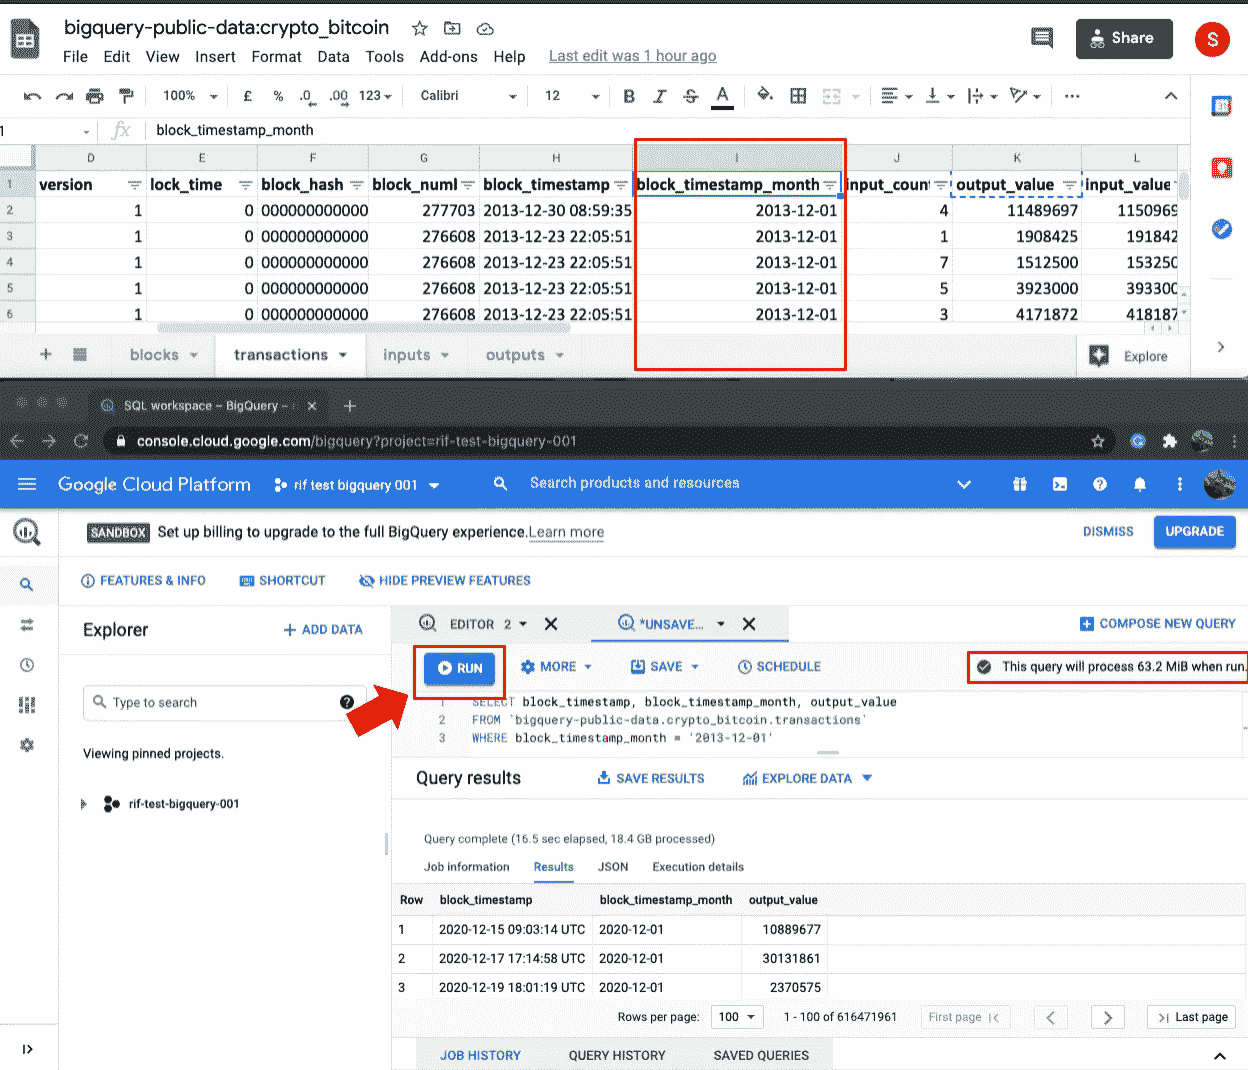 bigquery-public-data:crypto_bitcoin
Share
S
File Edit View Insert Format Data Tools Add-ons Help Last edit was 1 hour ago
100% £ % .0 .00 123 Calibri 12 B I S A
31
1 fx block_timestamp_month
D E F G H I J K L
1 version lock_time block_hash block_numl block_timestamp block_timestamp_month input_coun output_value input_value
2 1 0 000000000000 277703 2013-12-30 08:59:35 2013-12-01 4 11489697 1150969
3 1 0 000000000000 276608 2013-12-23 22:05:51 2013-12-01 1 1908425 191842
4 1 0 000000000000 276608 2013-12-23 22:05:51 2013-12-01 7 1512500 153250
5 1 0 000000000000 276608 2013-12-23 22:05:51 2013-12-01 5 3923000 393300
6 1 0 000000000000 276608 2013-12-23 22:05:51 2013-12-01 3 4171872 418187
blocks transactions inputs outputs Explore
SQL workspace – BigQuery –
console.cloud.google.com/bigquery?project=rif-test-bigquery-001
Google Cloud Platform rif test bigquery 001 Search products and resources
SANDBOX Set up billing to upgrade to the full BigQuery experience. Learn more DISMISS UPGRADE
FEATURES & INFO SHORTCUT HIDE PREVIEW FEATURES
Explorer + ADD DATA
EDITOR 2 *UNSAVE... COMPOSE NEW QUERY
RUN MORE SAVE SCHEDULE This query will process 63.2 MiB when run.
Type to search
1 SELECT block_timestamp, block_timestamp_month, output_value
2 FROM `bigquery-public-data.crypto_bitcoin.transactions`
3 WHERE block_timestamp_month = '2013-12-01'
Viewing pinned projects.
rif-test-bigquery-001
Query results SAVE RESULTS EXPLORE DATA
Query complete (16.5 sec elapsed, 18.4 GB processed)
Job information Results JSON Execution details
Row block_timestamp block_timestamp_month output_value
1 2020-12-15 09:03:14 UTC 2020-12-01 10889677
2 2020-12-17 17:14:58 UTC 2020-12-01 30131861
3 2020-12-19 18:01:19 UTC 2020-12-01 2370575
Rows per page: 100 1 - 100 of 616471961 First page Last page
JOB HISTORY QUERY HISTORY SAVED QUERIES